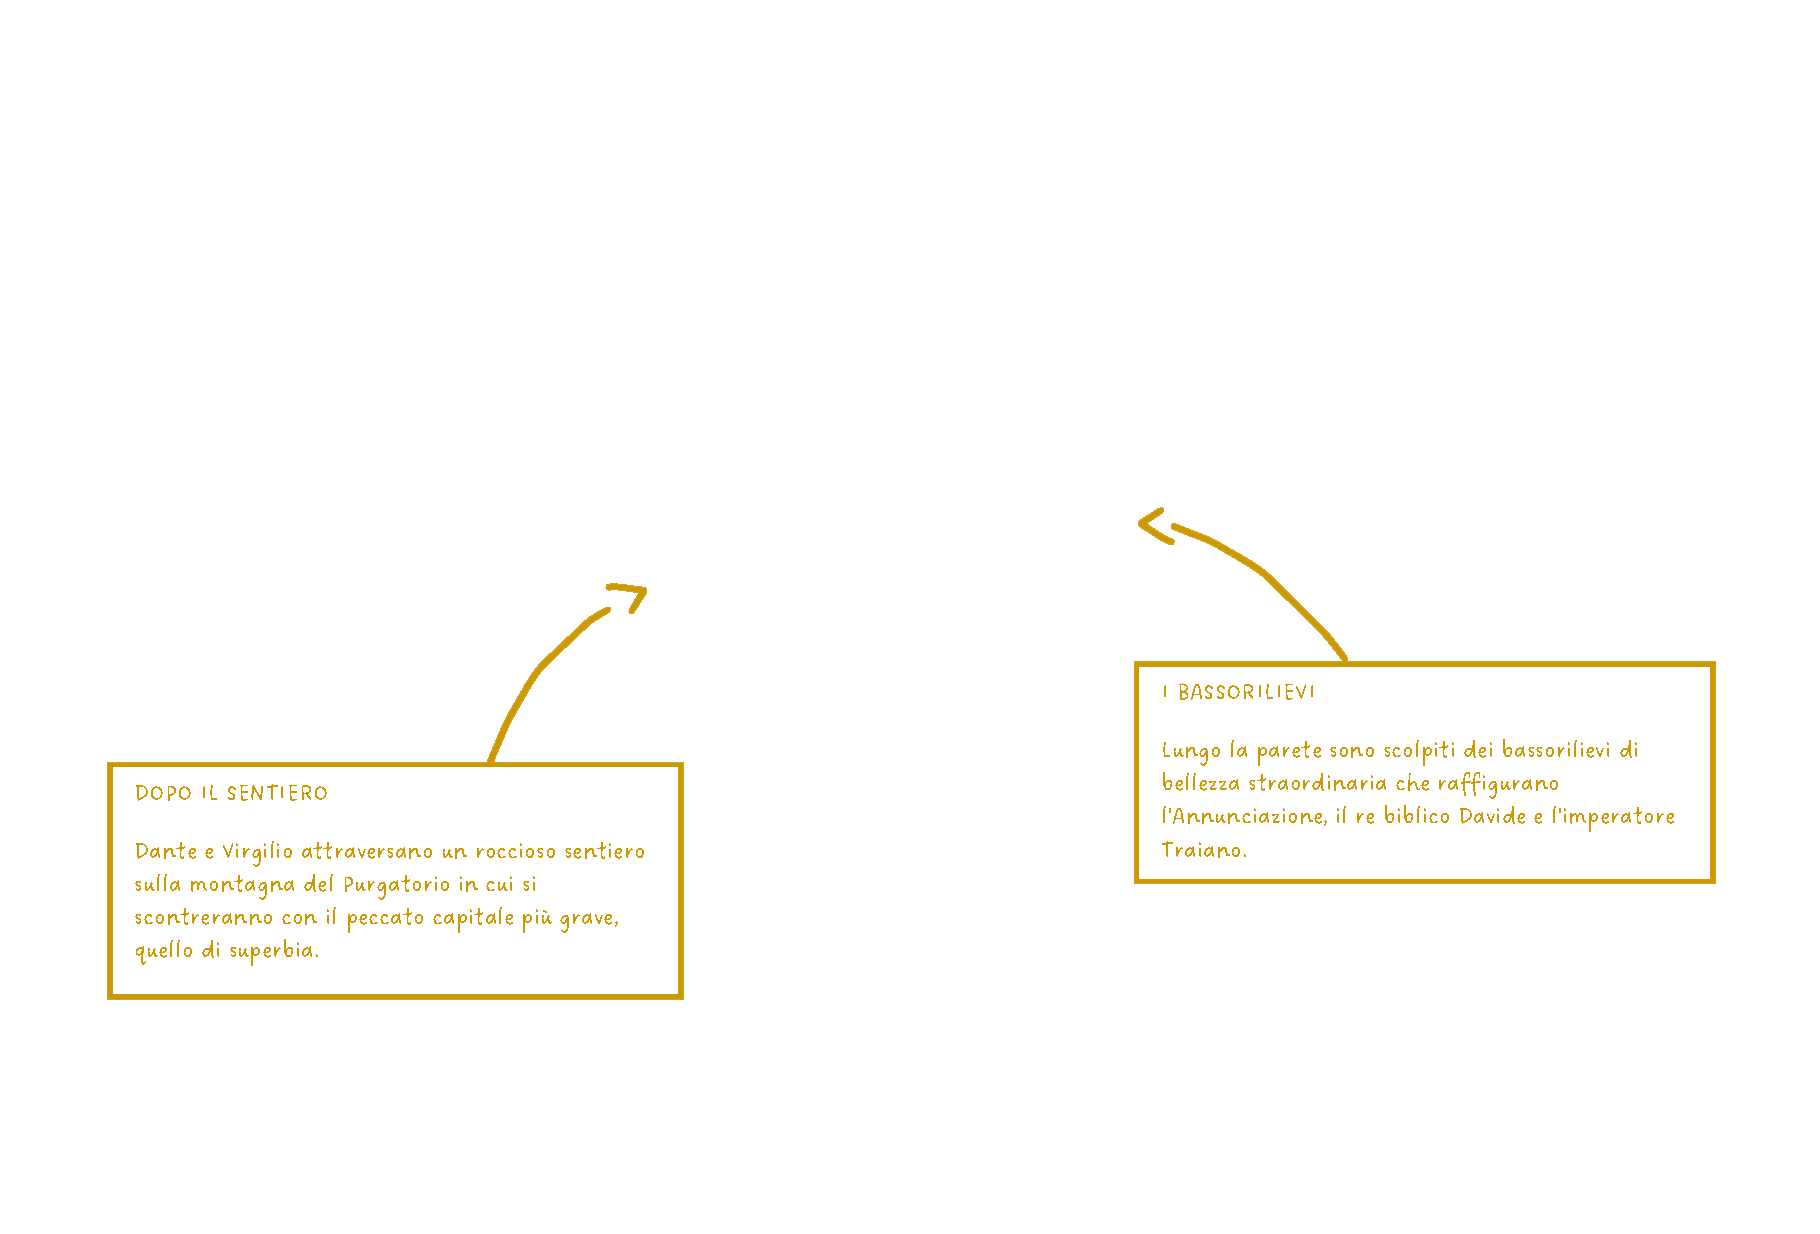 DOPO IL SENTIERO
Dante e Virgilio attraversano un roccioso sentiero
sulla montagna del Purgatorio in cui si
scontreranno con il peccato capitale più grave,
quello di superbia.
I BASSORILIEVI
Lungo la parete sono scolpiti dei bassorilievi di
bellezza straordinaria che raffigurano
l'Annunciazione, il re biblico Davide e l'imperatore
Traiano.